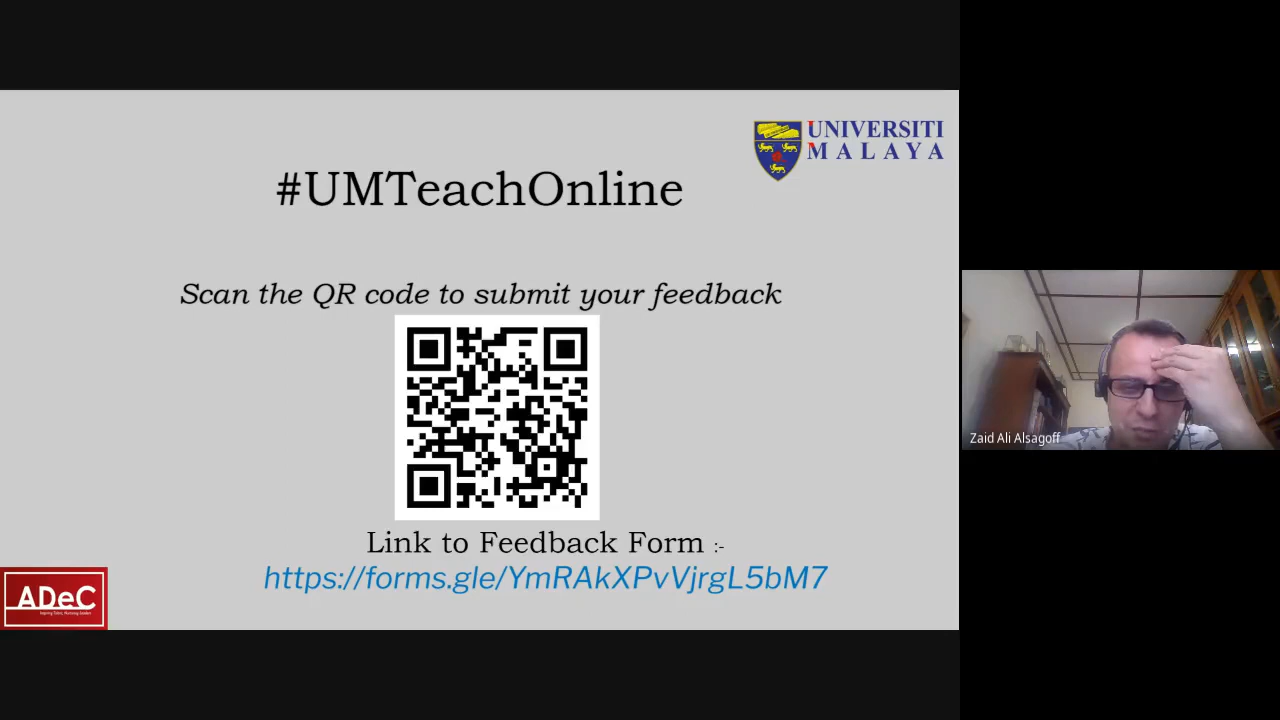 UNIVERSITI
MALAYA
#UMTeachOnline
Scan the QR code to submit your feedback
Link to Feedback Form :-
https://forms.gle/YmRAkXPvVjrgL5bM7
ADeC
Zaid Ali Alsagoff